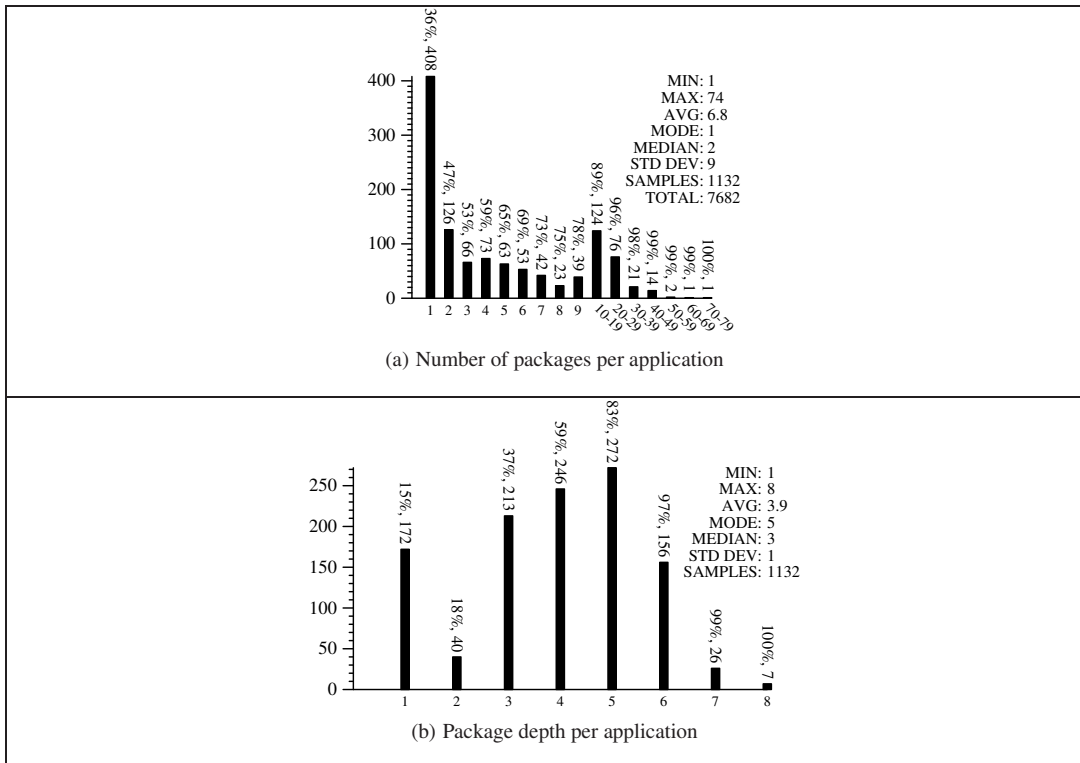 36%, 408
47%, 126
53%, 66
59%, 73
65%, 63
69%, 53
73%, 42
75%, 23
78%, 39
89%, 124
96%, 76
98%, 21
99%, 14
99%, 2
99%, 1
100%, 1
400
300
200
100
0
MIN: 1
MAX: 74
AVG: 6.8
MODE: 1
MEDIAN: 2
STD DEV: 9
SAMPLES: 1132
TOTAL: 7682
1 2 3 4 5 6 7 8 9 10-19 20-29 30-39 40-49 50-59 60-69 70-79
(a) Number of packages per application
15%, 172
18%, 40
37%, 213
59%, 246
83%, 272
97%, 156
99%, 26
100%, 7
250
200
150
100
50
0
MIN: 1
MAX: 8
AVG: 3.9
MODE: 5
MEDIAN: 3
STD DEV: 1
SAMPLES: 1132
1 2 3 4 5 6 7 8
(b) Package depth per application